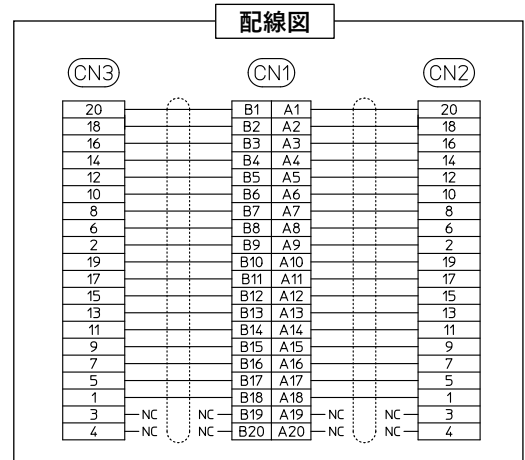 配線図
CN3 CN1 CN2
20 B1 A1 20
18 B2 A2 18
16 B3 A3 16
14 B4 A4 14
12 B5 A5 12
10 B6 A6 10
8 B7 A7 8
6 B8 A8 6
2 B9 A9 2
19 B10 A10 19
17 B11 A11 17
15 B12 A12 15
13 B13 A13 13
11 B14 A14 11
9 B15 A15 9
7 B16 A16 7
5 B17 A17 5
1 B18 A18 1
3 NC NC B19 A19 NC NC 3
4 NC NC B20 A20 NC NC 4